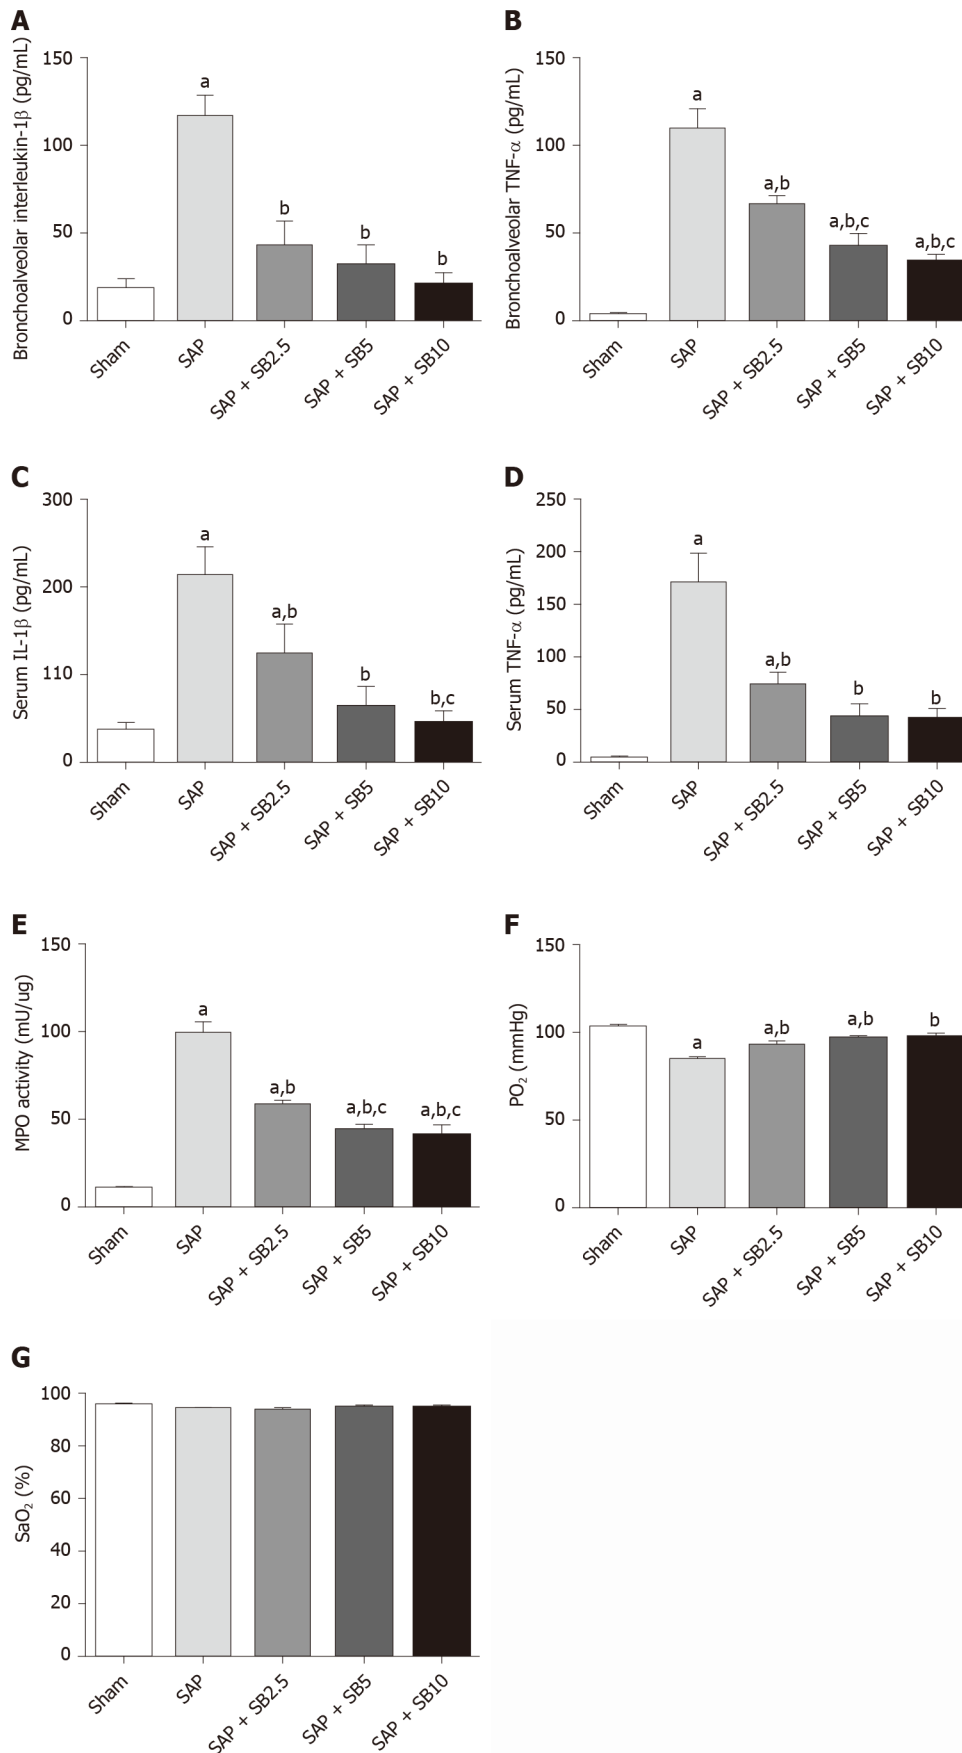 A
Bronchoalveolar interleukin-1β (pg/mL)
150
100
50
0
a
b
b
b
Sham
SAP
SAP + SB2.5
SAP + SB5
SAP + SB10
B
Bronchoalveolar TNF-α (pg/mL)
150
100
50
0
a
a,b
a,b,c
a,b,c
Sham
SAP
SAP + SB2.5
SAP + SB5
SAP + SB10
C
Serum IL-1β (pg/mL)
300
200
110
0
a
a,b
b
b,c
Sham
SAP
SAP + SB2.5
SAP + SB5
SAP + SB10
D
Serum TNF-α (pg/mL)
250
200
150
100
50
0
a
a,b
b
b
Sham
SAP
SAP + SB2.5
SAP + SB5
SAP + SB10
E
MPO activity (mU/ug)
150
100
50
0
a
a,b
a,b,c
a,b,c
Sham
SAP
SAP + SB2.5
SAP + SB5
SAP + SB10
F
PO₂ (mmHg)
150
100
50
0
a
a,b
a,b
b
Sham
SAP
SAP + SB2.5
SAP + SB5
SAP + SB10
G
SaO₂ (%)
100
80
60
40
20
0
Sham
SAP
SAP + SB2.5
SAP + SB5
SAP + SB10